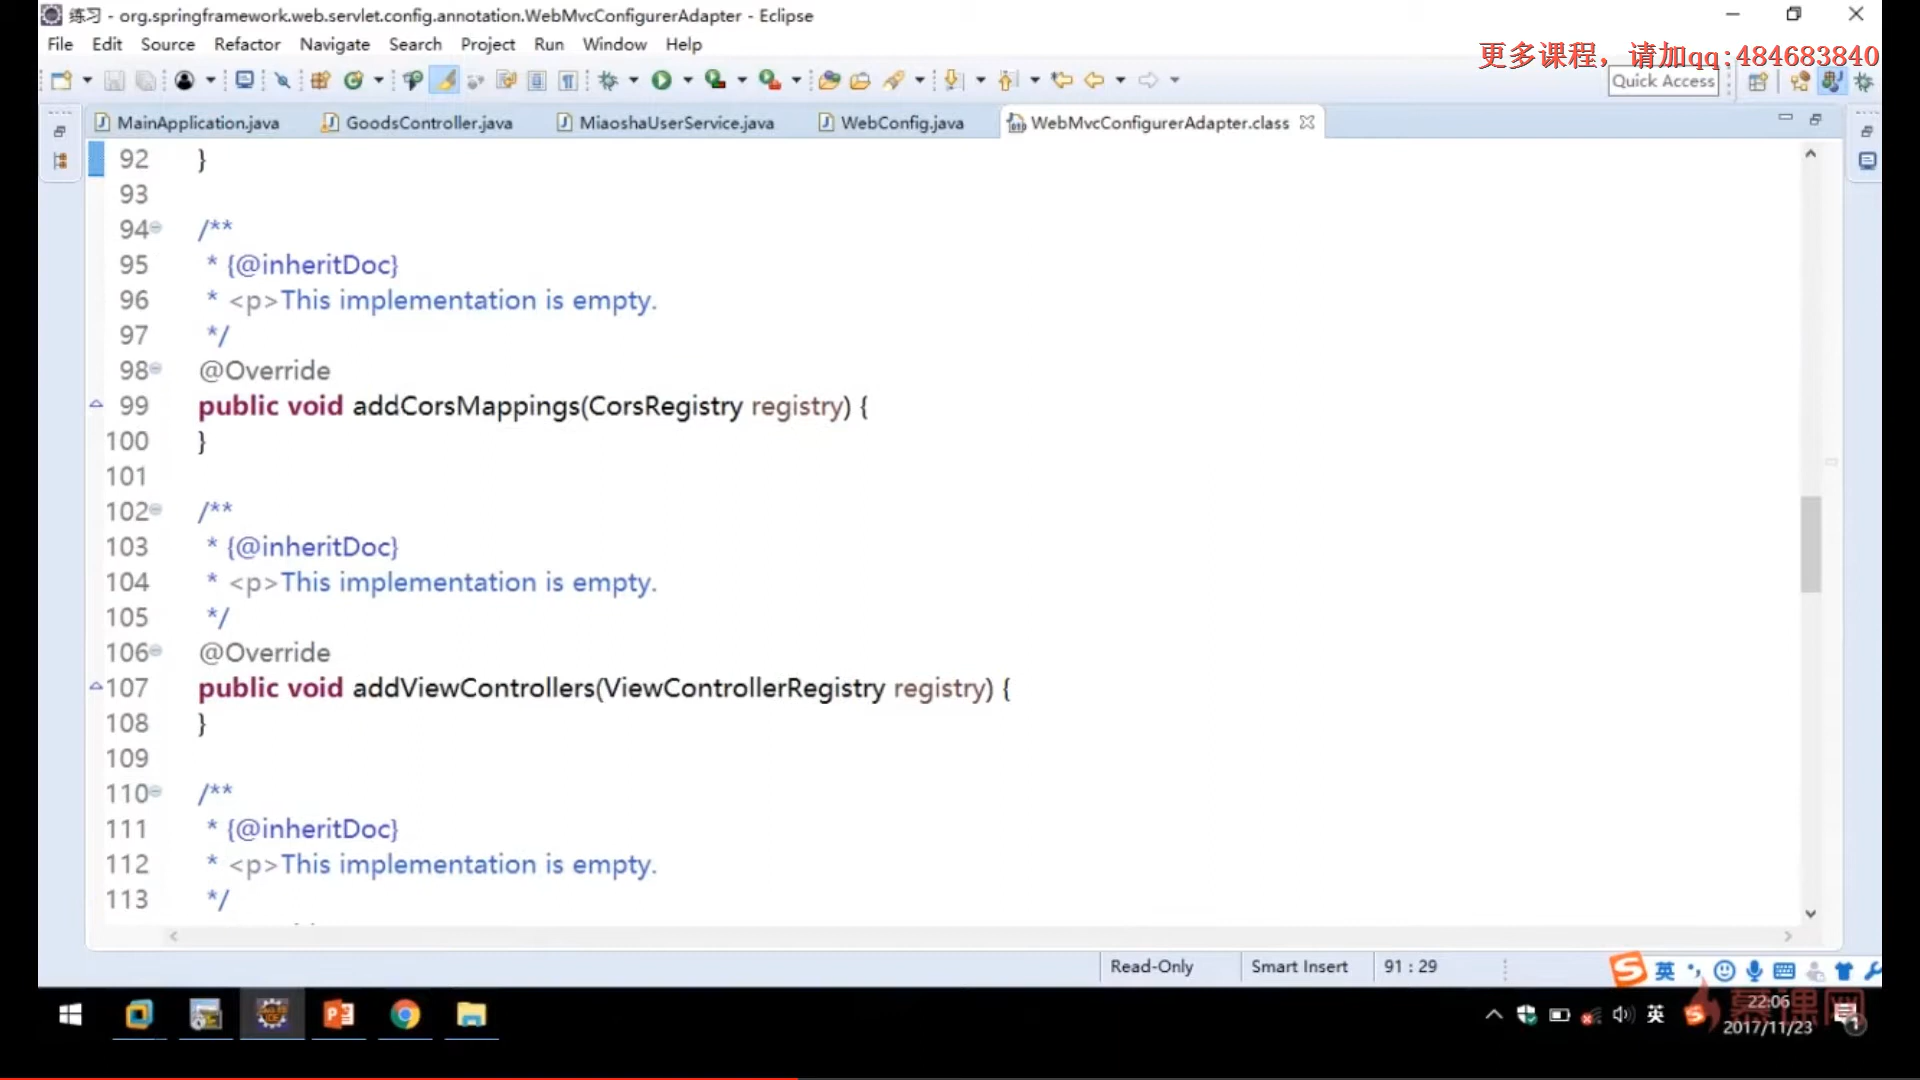 练习 - org.springframework.web.servlet.config.annotation.WebMvcConfigurerAdapter - Eclipse
File Edit Source Refactor Navigate Search Project Run Window Help
更多课程，请加qq:484683840
Quick Access
MainApplication.java GoodsController.java MiaoshaUserService.java WebConfig.java WebMvcConfigurerAdapter.class
92 }
93
94 /**
95 * {@inheritDoc}
96 * <p>This implementation is empty.
97 */
98 @Override
99 public void addCorsMappings(CorsRegistry registry) {
100 }
101
102 /**
103 * {@inheritDoc}
104 * <p>This implementation is empty.
105 */
106 @Override
107 public void addViewControllers(ViewControllerRegistry registry) {
108 }
109
110 /**
111 * {@inheritDoc}
112 * <p>This implementation is empty.
113 */
Read-Only Smart Insert 91 : 29
英
英
22:06
2017/11/23
慕课网
1